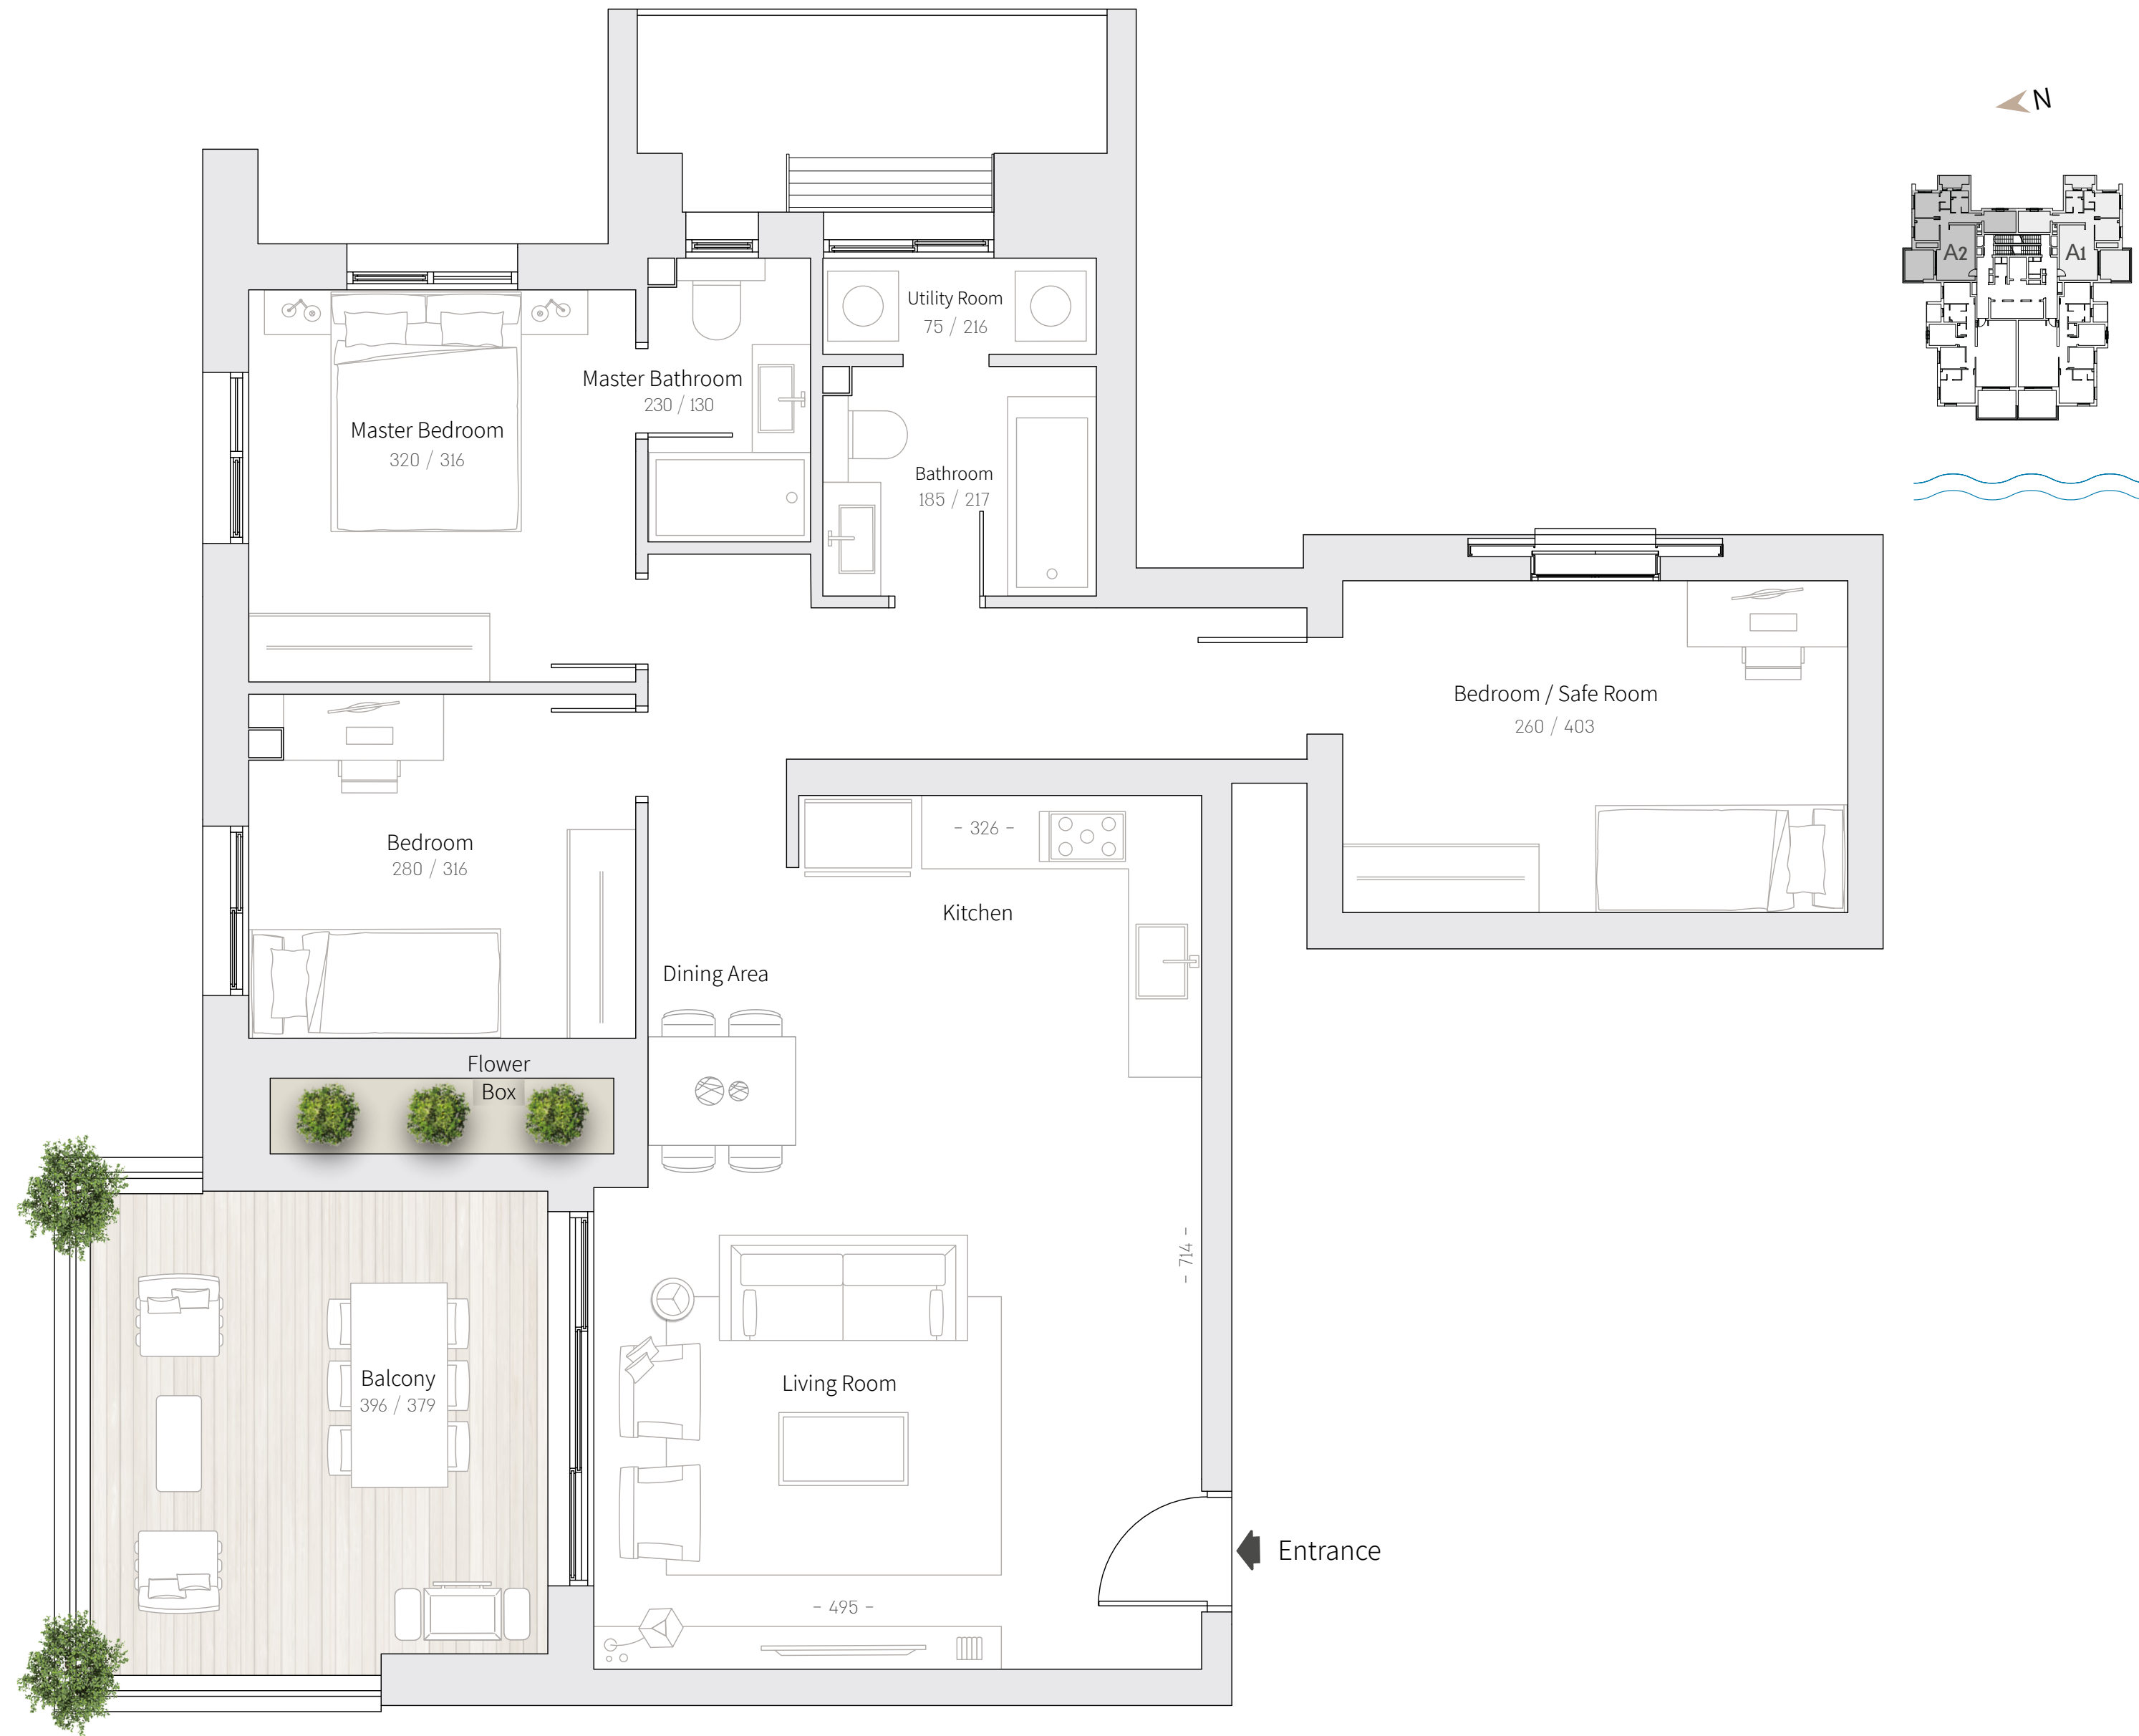 N
A2
A1
Utility Room
75 / 216
Master Bathroom
230 / 130
Master Bedroom
320 / 316
Bathroom
185 / 217
Bedroom / Safe Room
260 / 403
- 326 -
Bedroom
280 / 316
Kitchen
Dining Area
Flower
Box
- 714 -
Balcony
396 / 379
Living Room
Entrance
- 495 -